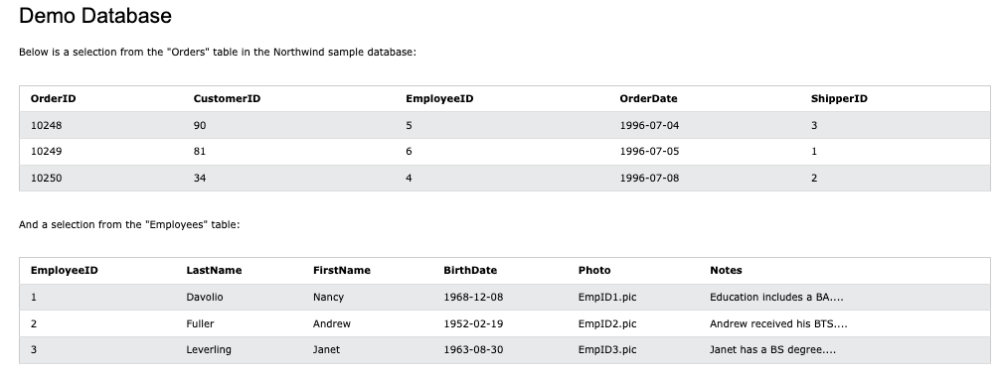 Demo Database
Below is a selection from the "Orders" table in the Northwind sample database:
OrderID CustomerID EmployeeID OrderDate ShipperID
10248 90 5 1996-07-04 3
10249 81 6 1996-07-05 1
10250 34 4 1996-07-08 2
And a selection from the "Employees" table:
EmployeeID LastName FirstName BirthDate Photo Notes
1 Davolio Nancy 1968-12-08 EmpID1.pic Education includes a BA....
2 Fuller Andrew 1952-02-19 EmpID2.pic Andrew received his BTS....
3 Leverling Janet 1963-08-30 EmpID3.pic Janet has a BS degree....